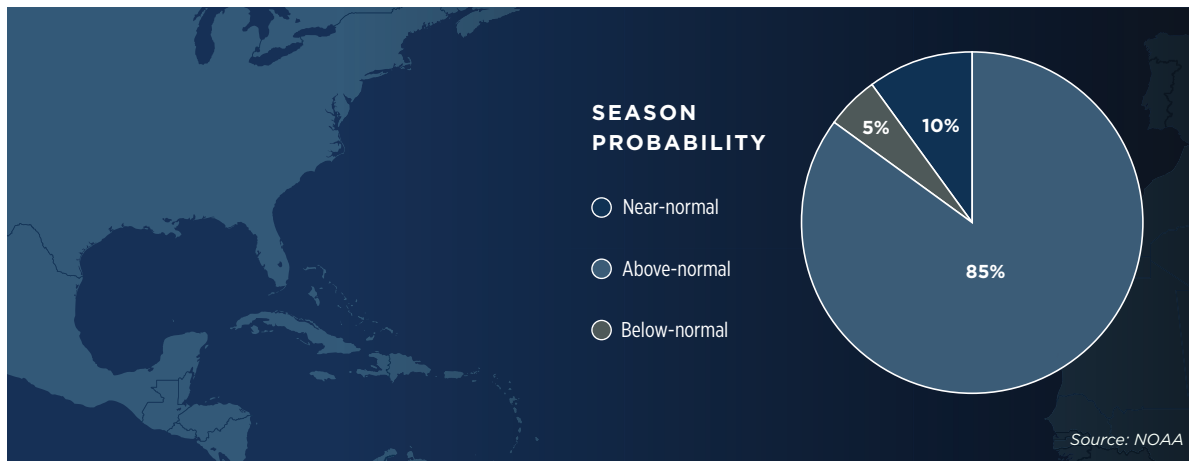 SEASON
PROBABILITY
Near-normal
Above-normal
Below-normal
5%
10%
85%
Source: NOAA